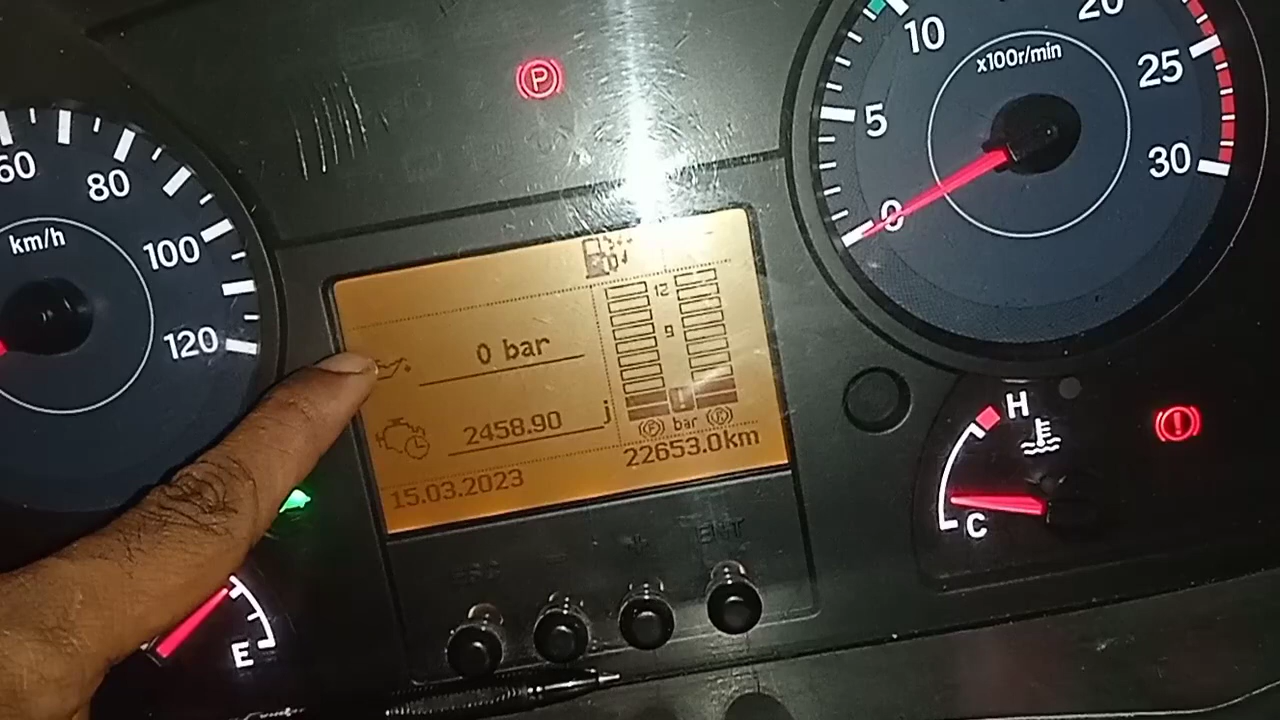 60
80
100
120
km/h
P
0
5
10
20
25
30
x100r/min
0 bar
2458.90 j
15.03.2023
22653.0km
12
9
(F) bar (R)
ENT
H
C
E